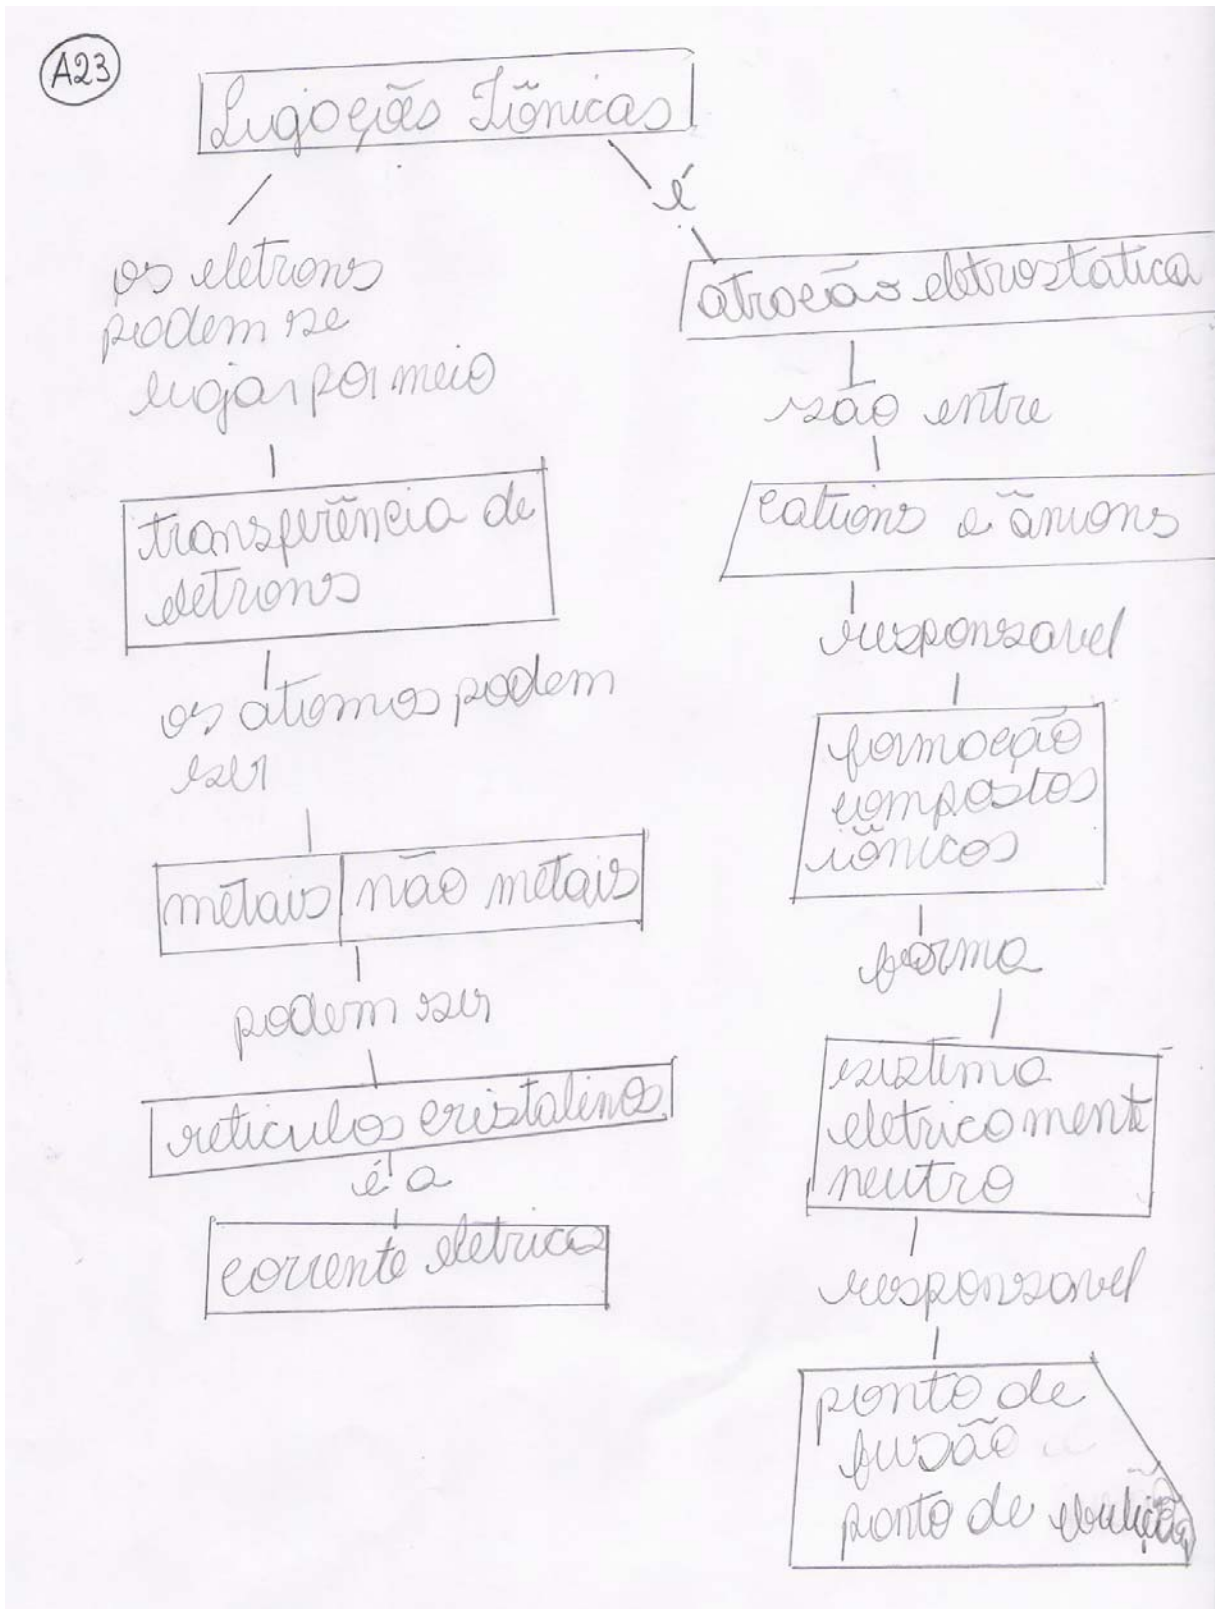 A23
Ligações Iônicas
os eletrons
podem se
ligar por meio
transferência de
eletrons
os átomos podem
ser
metais não metais
podem ser
reticulos cristalinos
é a
corrente eletrica
é
atração eletrostatica
são entre
cations e ânions
responsavel
formação
compostos
iônicos
forma
sistema
eletricamente
neutro
responsavel
ponto de
fusão
ponto de ebulição